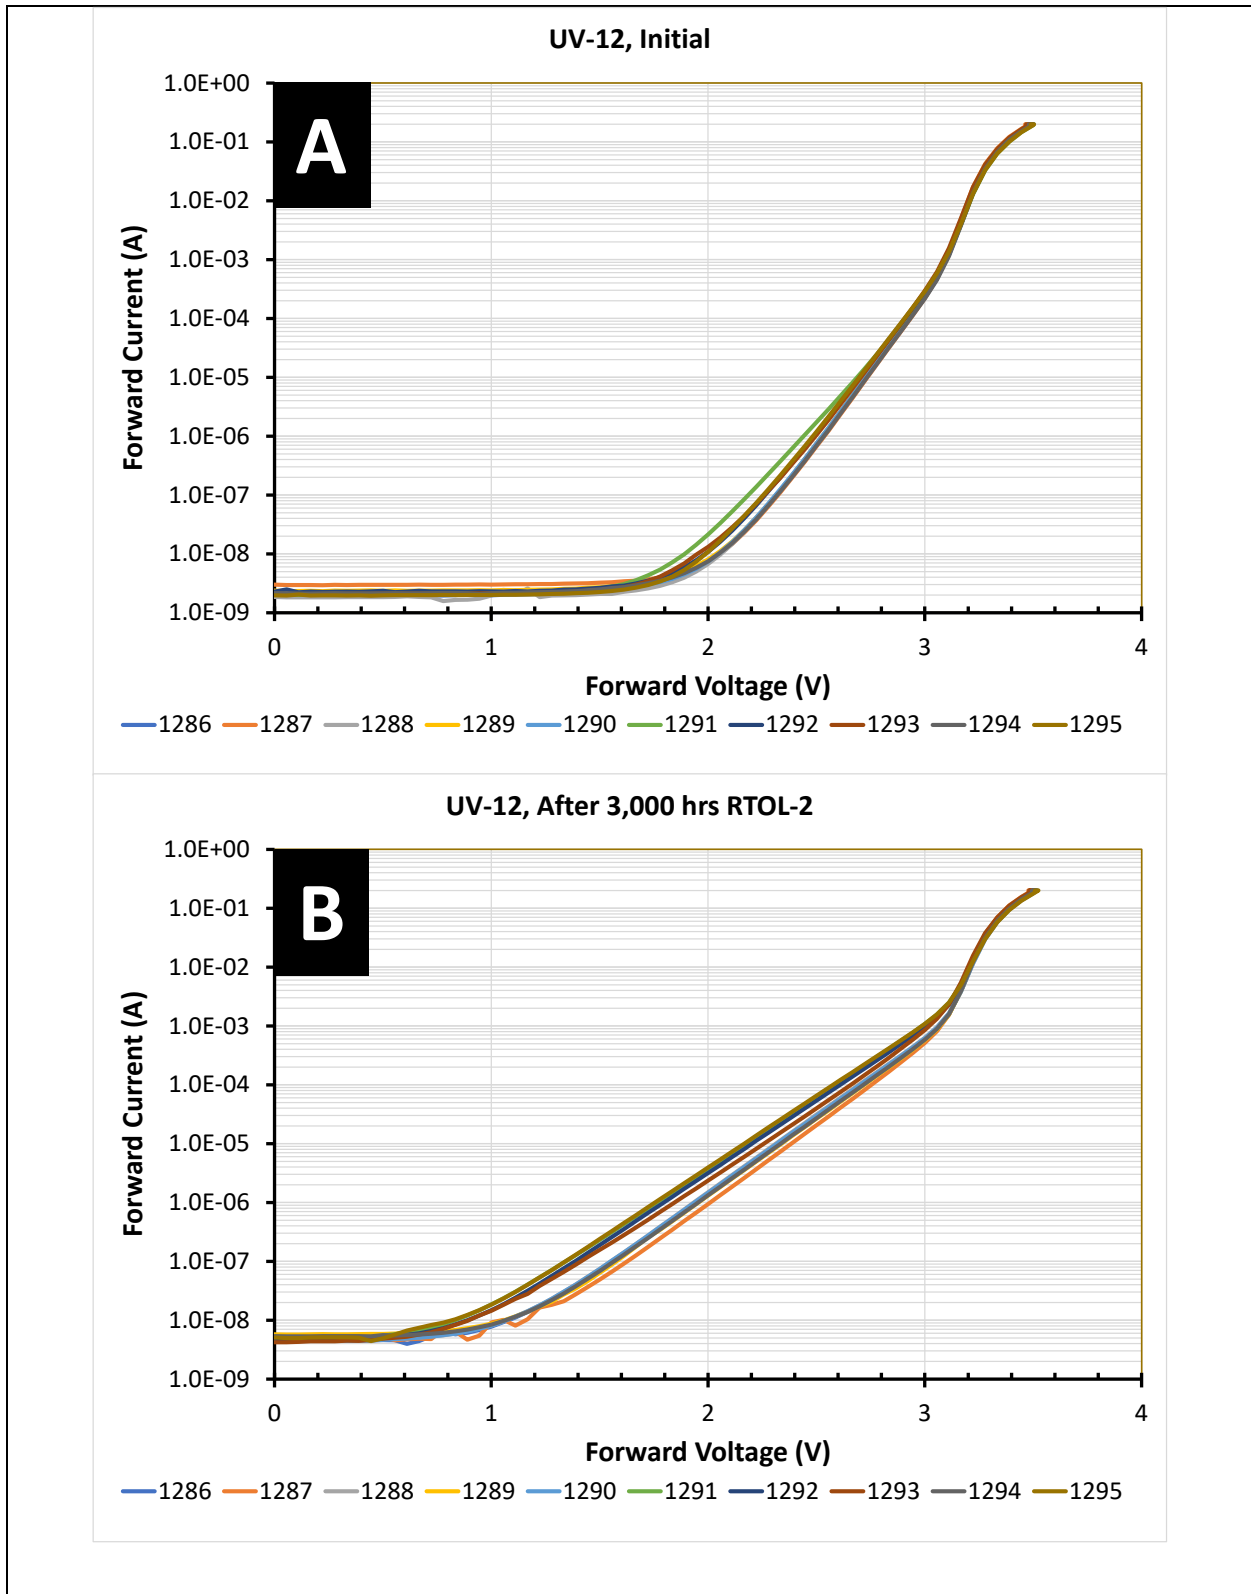 UV-12, Initial
A
Forward Current (A)
1.0E+00
1.0E-01
1.0E-02
1.0E-03
1.0E-04
1.0E-05
1.0E-06
1.0E-07
1.0E-08
1.0E-09
0 1 2 3 4
Forward Voltage (V)
1286 1287 1288 1289 1290 1291 1292 1293 1294 1295
UV-12, After 3,000 hrs RTOL-2
B
Forward Current (A)
1.0E+00
1.0E-01
1.0E-02
1.0E-03
1.0E-04
1.0E-05
1.0E-06
1.0E-07
1.0E-08
1.0E-09
0 1 2 3 4
Forward Voltage (V)
1286 1287 1288 1289 1290 1291 1292 1293 1294 1295